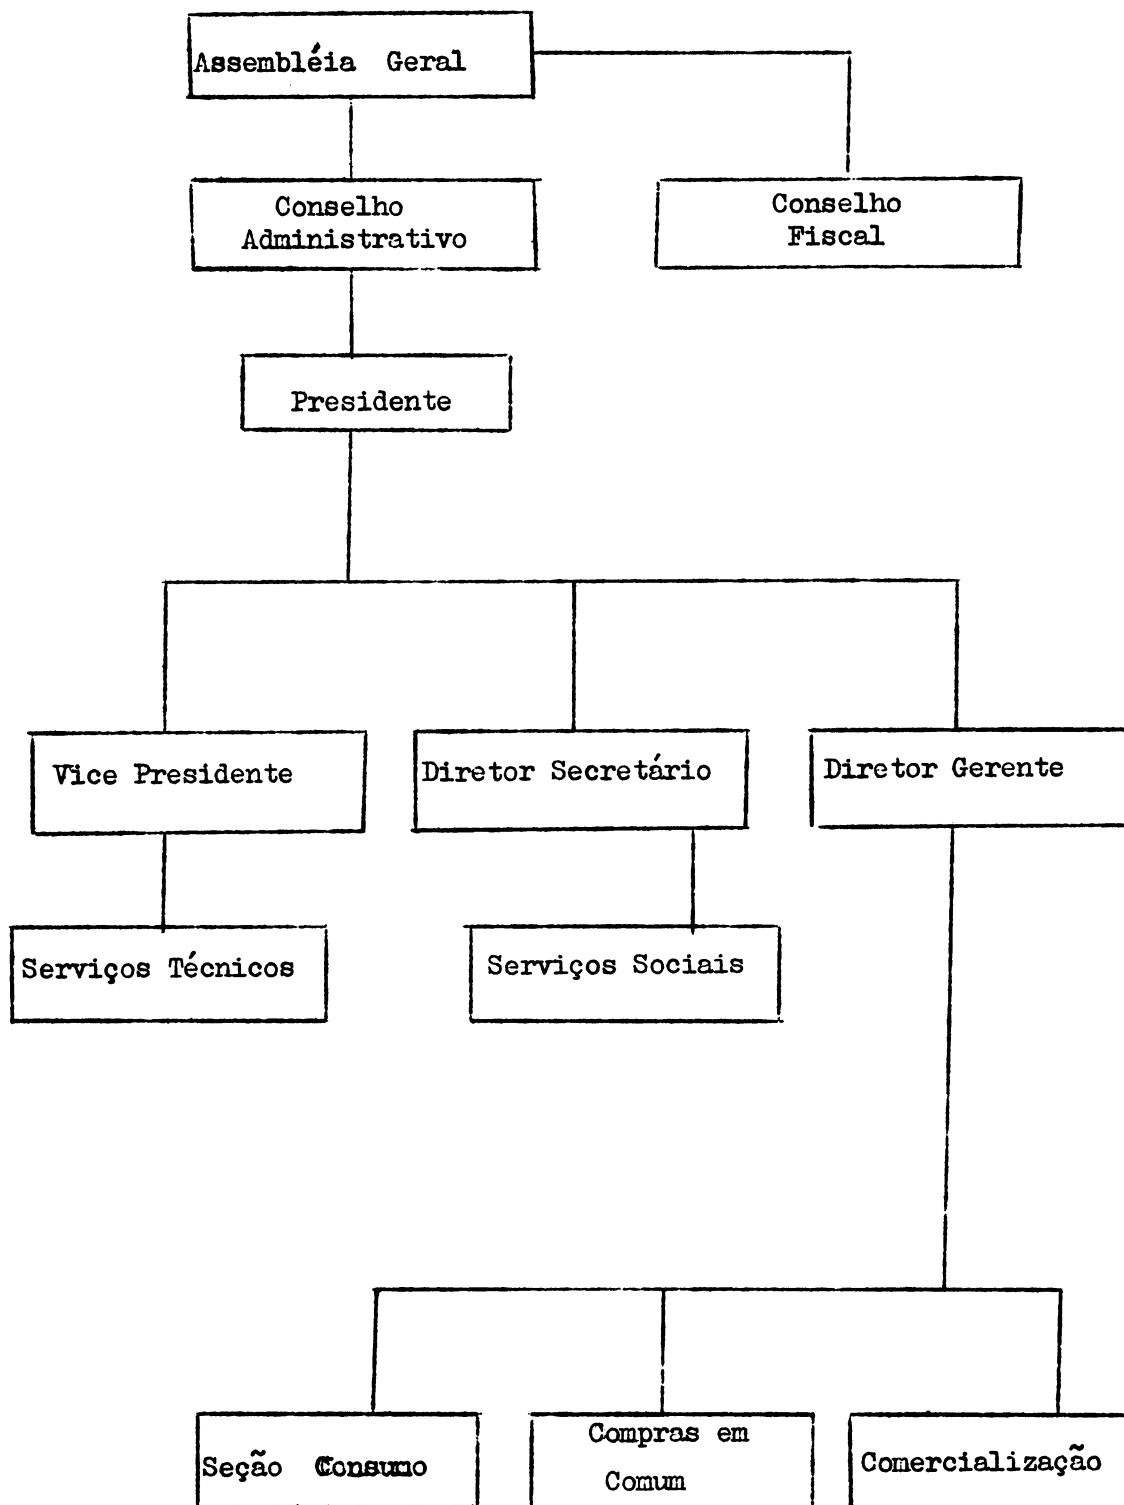 Assembléia Geral
Conselho
Administrativo
Conselho
Fiscal
Presidente
Vice Presidente
Diretor Secretário
Diretor Gerente
Serviços Técnicos
Serviços Sociais
Seção Consumo
Compras em
Comum
Comercialização